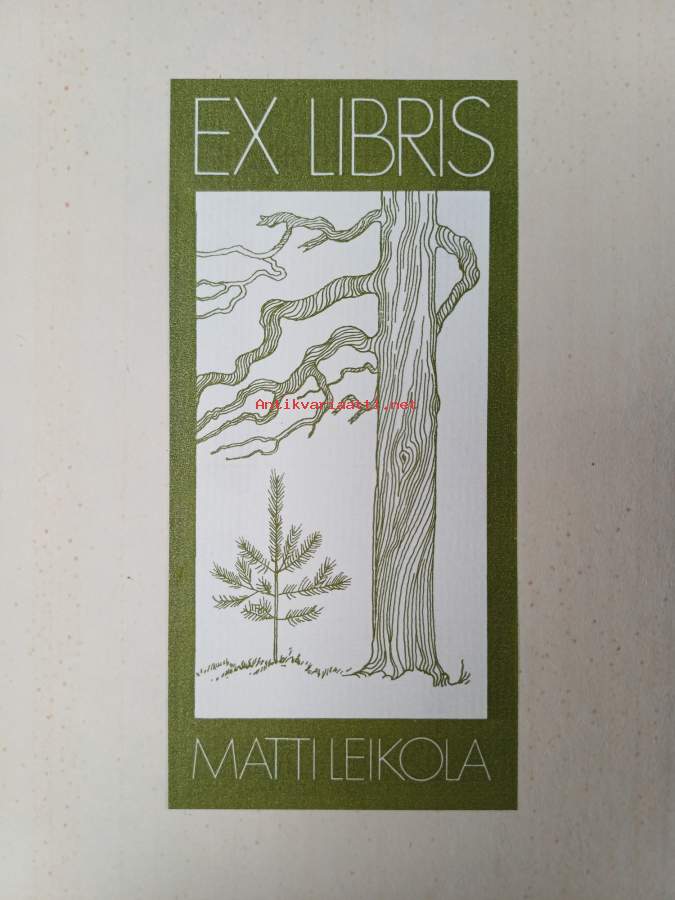 EX LIBRIS
Antikvariaatti.net
MATTI LEIKOLA